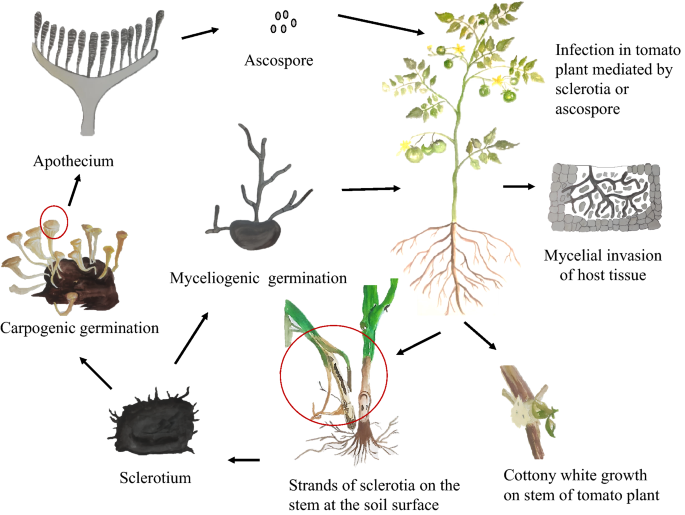 Ascospore
Infection in tomato
plant mediated by
sclerotia or
ascospore
Apothecium
Mycelial invasion
of host tissue
Myceliogenic germination
Carpogenic germination
Sclerotium
Strands of sclerotia on the
stem at the soil surface
Cottony white growth
on stem of tomato plant